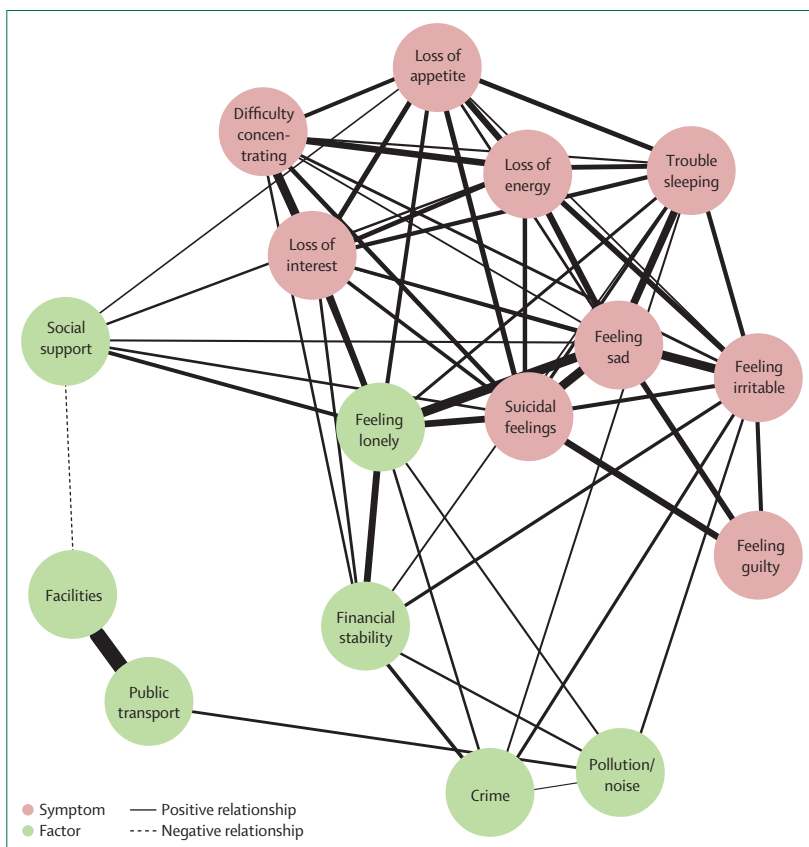 Loss of
appetite
Difficulty
concen-
trating
Loss of
energy
Trouble
sleeping
Loss of
interest
Social
support
Feeling
sad
Feeling
irritable
Feeling
lonely
Suicidal
feelings
Feeling
guilty
Facilities
Financial
stability
Public
transport
Pollution/
noise
Crime
Symptom
Positive relationship
Factor
Negative relationship